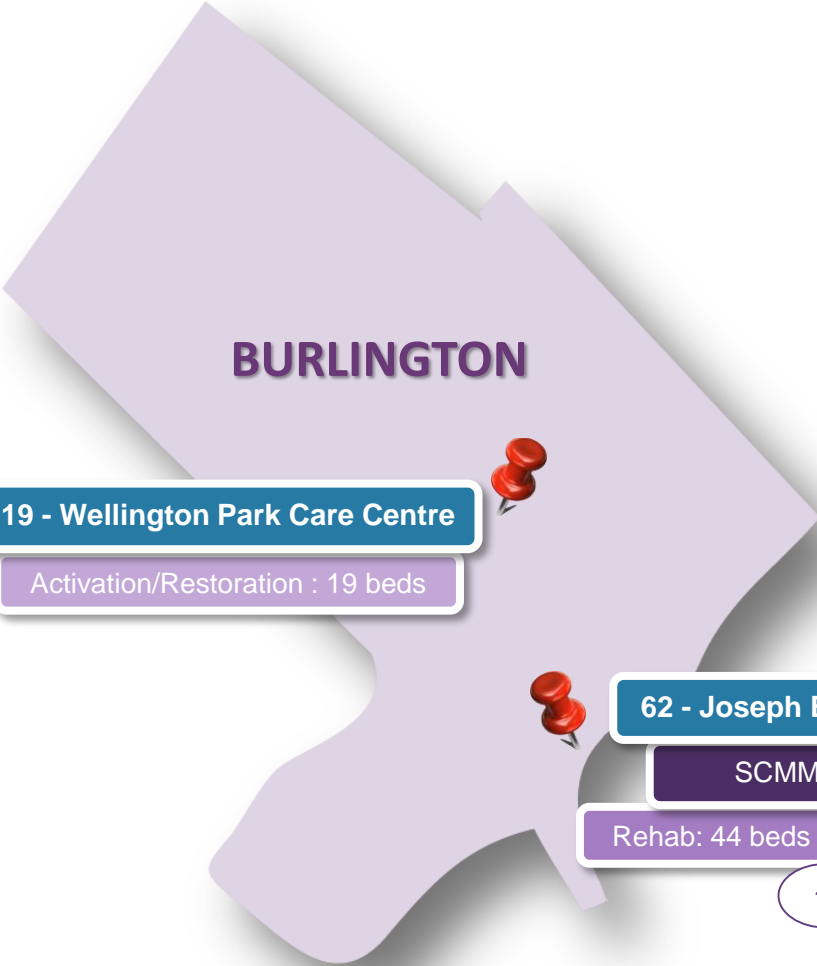 BURLINGTON
19 - Wellington Park Care Centre
Activation/Restoration : 19 beds
62 - Joseph
SCMM
Rehab: 44 beds